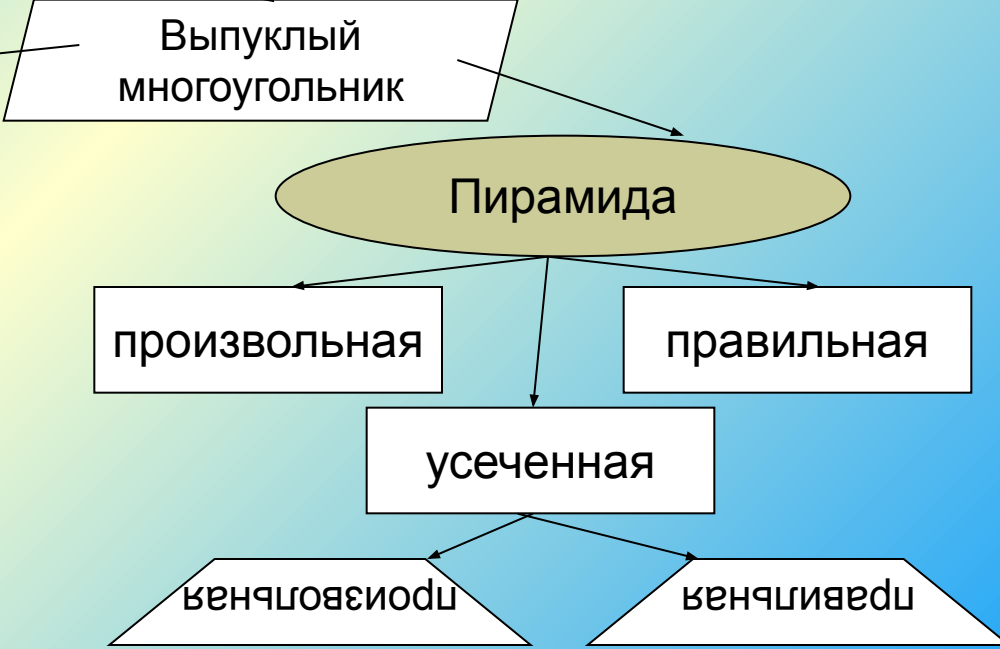 Выпуклый
многоугольник
Пирамида
произвольная
правильная
усеченная
произвольная
правильная